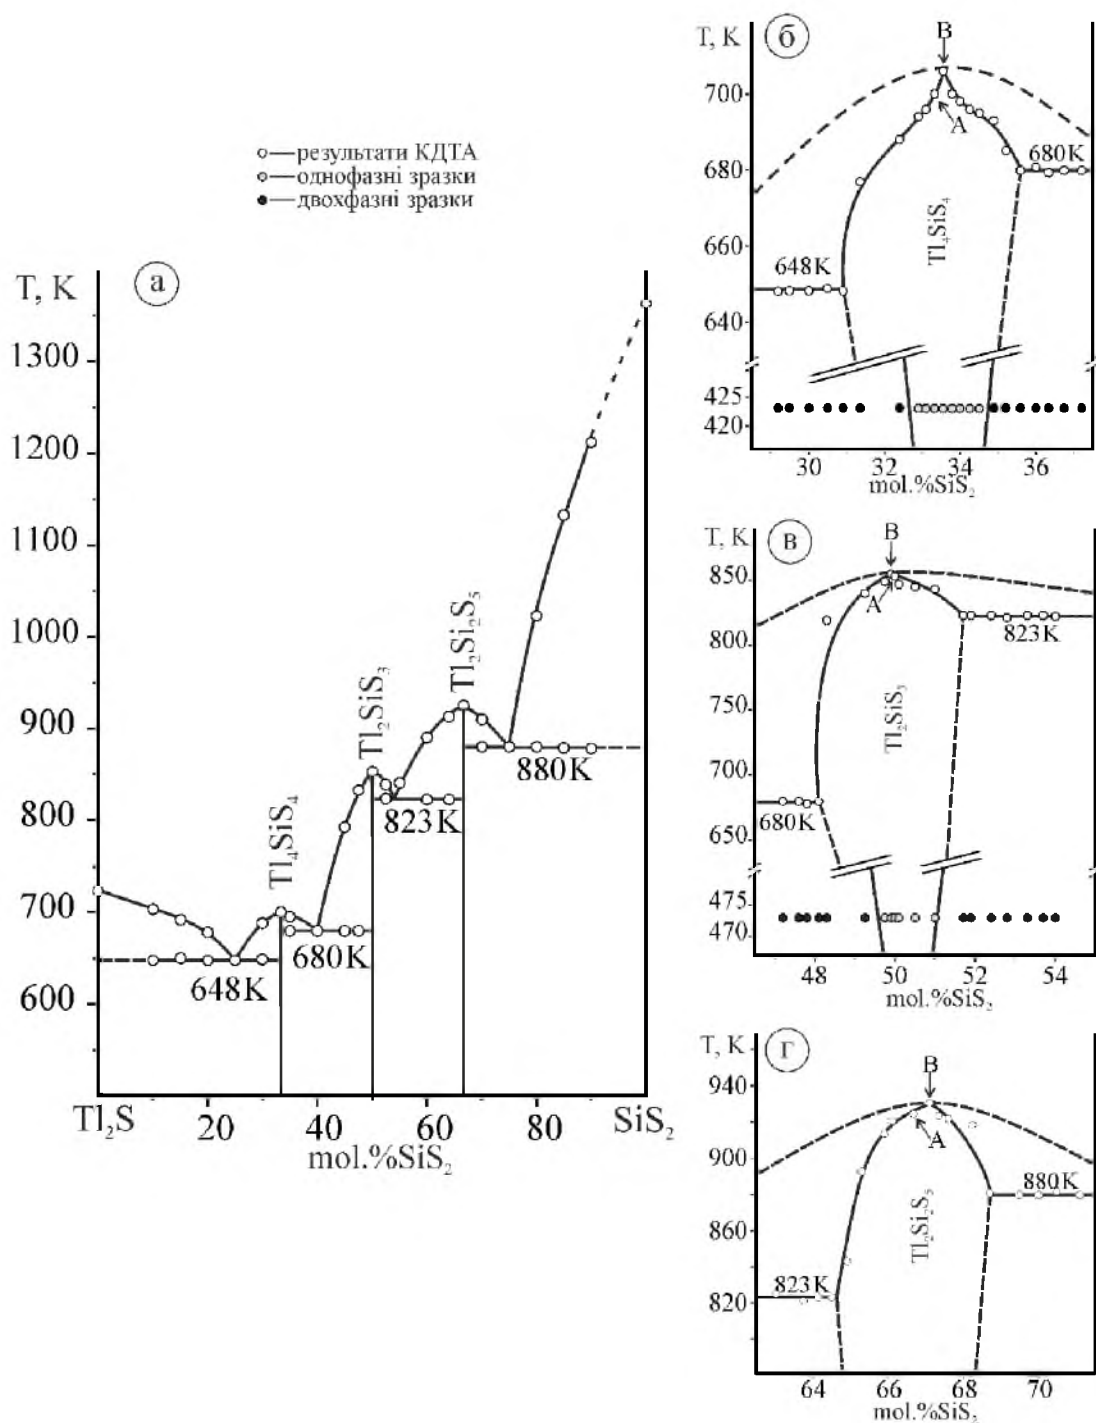 результати КДТА
однофазні зразки
двохфазні зразки
а
T, K
1300
1200
1100
1000
900
800
700
600
Tl₄SiS₄
Tl₂SiS₃
Tl₂Si₂S₅
648K
680K
823K
880K
Tl₂S
20
40
60
80
SiS₂
mol.%SiS₂
б
T, K
B
A
700
680
660
640
425
420
648K
680K
Tl₄SiS₄
30
32
34
36
mol.%SiS₂
в
T, K
B
A
850
800
750
700
650
475
470
680K
823K
Tl₂SiS₃
48
50
52
54
mol.%SiS₂
г
T, K
B
A
940
900
860
820
823K
880K
Tl₂Si₂S₅
64
66
68
70
mol.%SiS₂